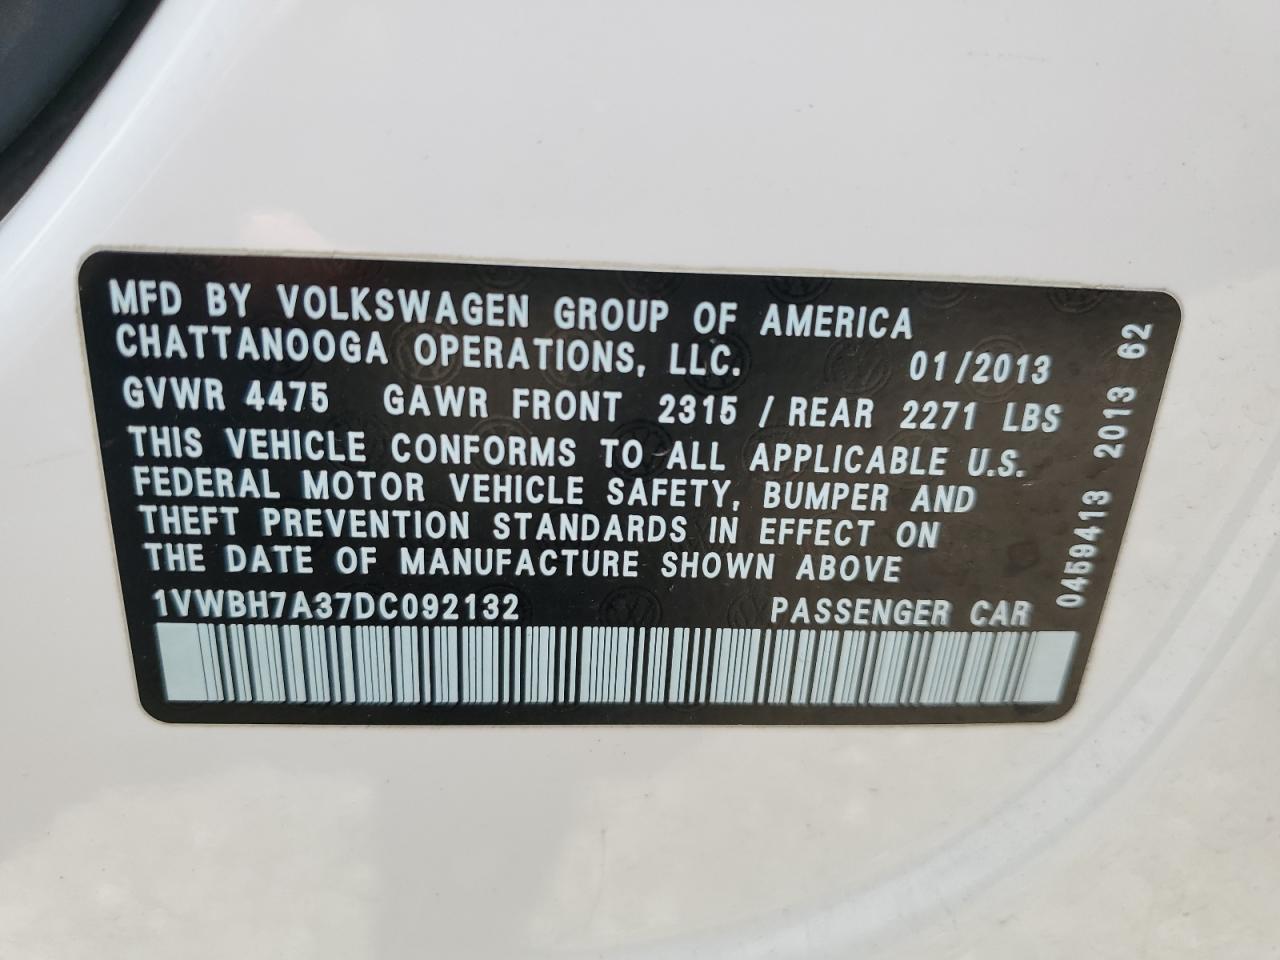 MFD BY VOLKSWAGEN GROUP OF AMERICA
CHATTANOOGA OPERATIONS, LLC. 01/2013
GVWR 4475 GAWR FRONT 2315 / REAR 2271 LBS
THIS VEHICLE CONFORMS TO ALL APPLICABLE U.S.
FEDERAL MOTOR VEHICLE SAFETY, BUMPER AND
THEFT PREVENTION STANDARDS IN EFFECT ON
THE DATE OF MANUFACTURE SHOWN ABOVE
1VWBH7A37DC092132 PASSENGER CAR
0459413 2013 62